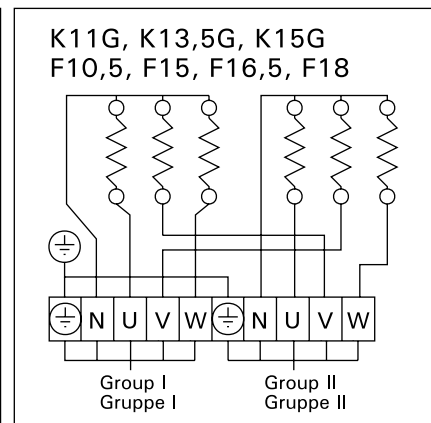 K11G, K13,5G, K15G
F10,5, F15, F16,5, F18
N U V W N U V W
Group I Group II
Gruppe I Gruppe II